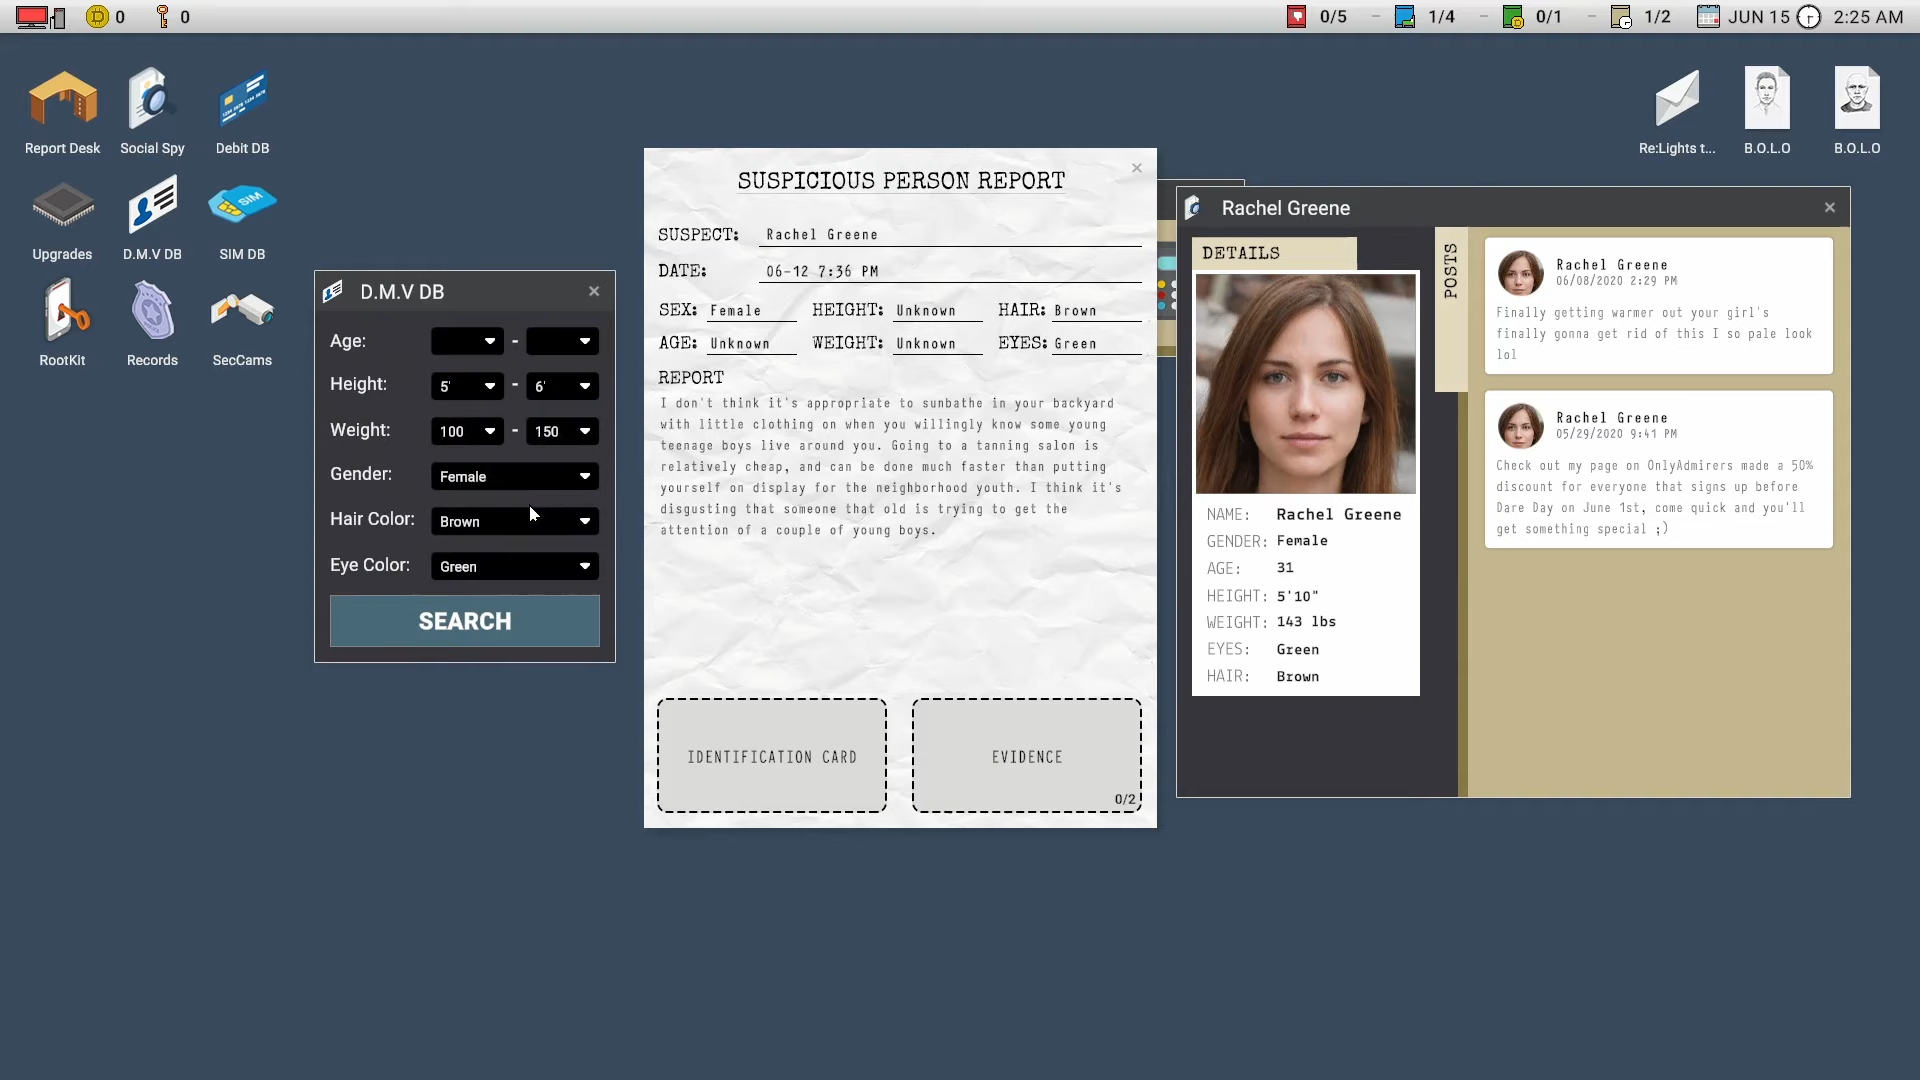 0 0 0/5 – 1/4 – 0/1 – 1/2 JUN 15 2:25 AM
Report Desk Social Spy Debit DB
Upgrades D.M.V DB SIM DB
RootKit Records SecCams
Re:Lights t... B.O.L.O B.O.L.O
D.M.V DB ×
Age: -
Height: 5' - 6'
Weight: 100 - 150
Gender: Female
Hair Color: Brown
Eye Color: Green
SEARCH
×
SUSPICIOUS PERSON REPORT
SUSPECT: Rachel Greene
DATE: 06-12 7:36 PM
SEX: Female HEIGHT: Unknown HAIR: Brown
AGE: Unknown WEIGHT: Unknown EYES: Green
REPORT
I don't think it's appropriate to sunbathe in your backyard
with little clothing on when you willingly know some young
teenage boys live around you. Going to a tanning salon is
relatively cheap, and can be done much faster than putting
yourself on display for the neighborhood youth. I think it's
disgusting that someone that old is trying to get the
attention of a couple of young boys.
IDENTIFICATION CARD EVIDENCE
0/2
Rachel Greene ×
DETAILS
NAME: Rachel Greene
GENDER: Female
AGE: 31
HEIGHT: 5'10"
WEIGHT: 143 lbs
EYES: Green
HAIR: Brown
POSTS
Rachel Greene
06/08/2020 2:29 PM
Finally getting warmer out your girl's
finally gonna get rid of this I so pale look
lol
Rachel Greene
05/29/2020 9:41 PM
Check out my page on OnlyAdmirers made a 50%
discount for everyone that signs up before
Dare Day on June 1st, come quick and you'll
get something special ;)